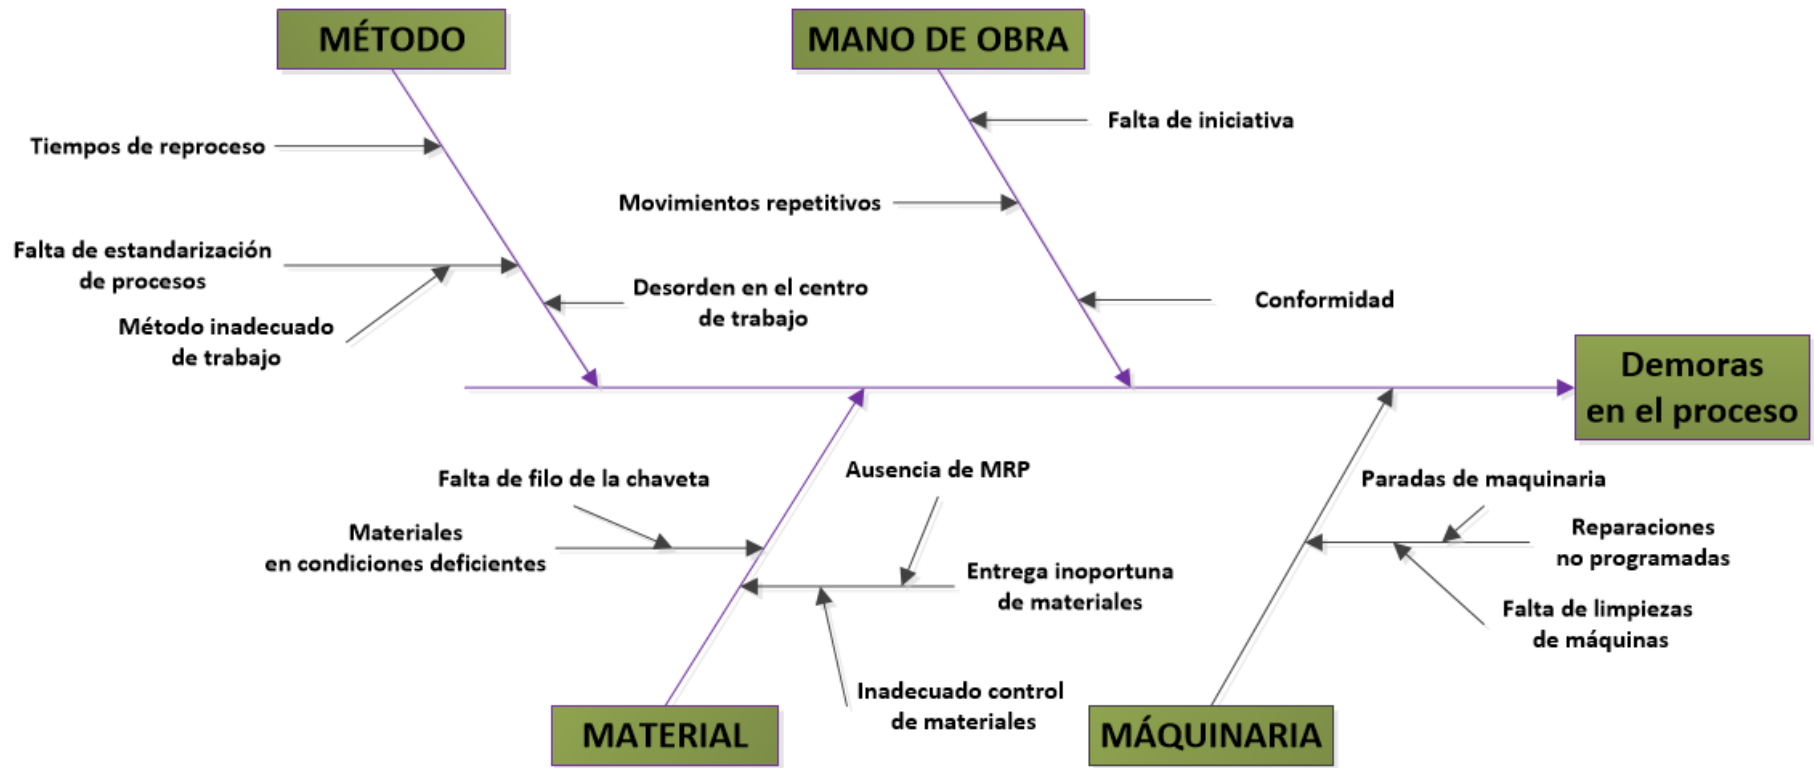 MÉTODO
MANO DE OBRA
Falta de iniciativa
Tiempos de reproceso
Movimientos repetitivos
Falta de estandarización
de procesos
Desorden en el centro
de trabajo
Conformidad
Método inadecuado
de trabajo
Demoras
en el proceso
Falta de filo de la chaveta
Ausencia de MRP
Paradas de maquinaria
Materiales
en condiciones deficientes
Reparaciones
no programadas
Entrega inoportuna
de materiales
Falta de limpiezas
de máquinas
Inadecuado control
de materiales
MATERIAL
MÁQUINARIA